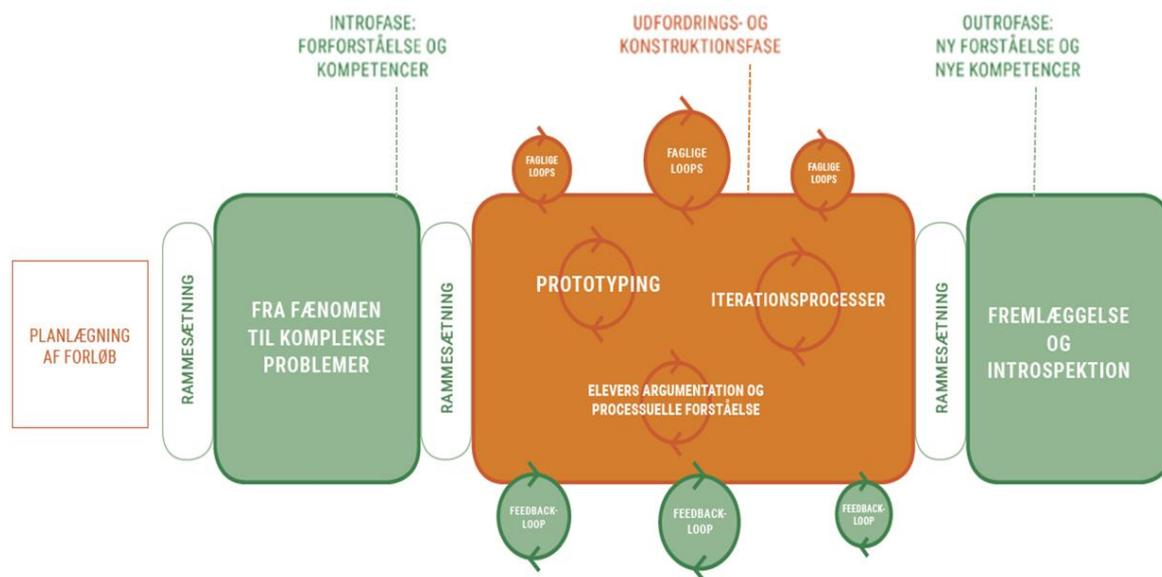 INTROFASE:
FORFORSTÅELSE OG
KOMPETENCER
UDFORDRINGS- OG
KONSTRUKTIONSFASE
OUTROFASE:
NY FORSTÅELSE OG
NYE KOMPETENCER
FAGLIGE
LOOPS
FAGLIGE
LOOPS
FAGLIGE
LOOPS
PLANLÆGNING
AF FORLØB
RAMMESÆTNING
FRA FÆNOMEN
TIL KOMPLEKSE
PROBLEMER
RAMMESÆTNING
PROTOTYPING
ITERATIONSPROCESSER
ELEVERS ARGUMENTATION OG
PROCESSUELLE FORSTÅELSE
RAMMESÆTNING
FREMLÆGGELSE
OG
INTROSPEKTION
FEEDBACK-
LOOP
FEEDBACK-
LOOP
FEEDBACK-
LOOP